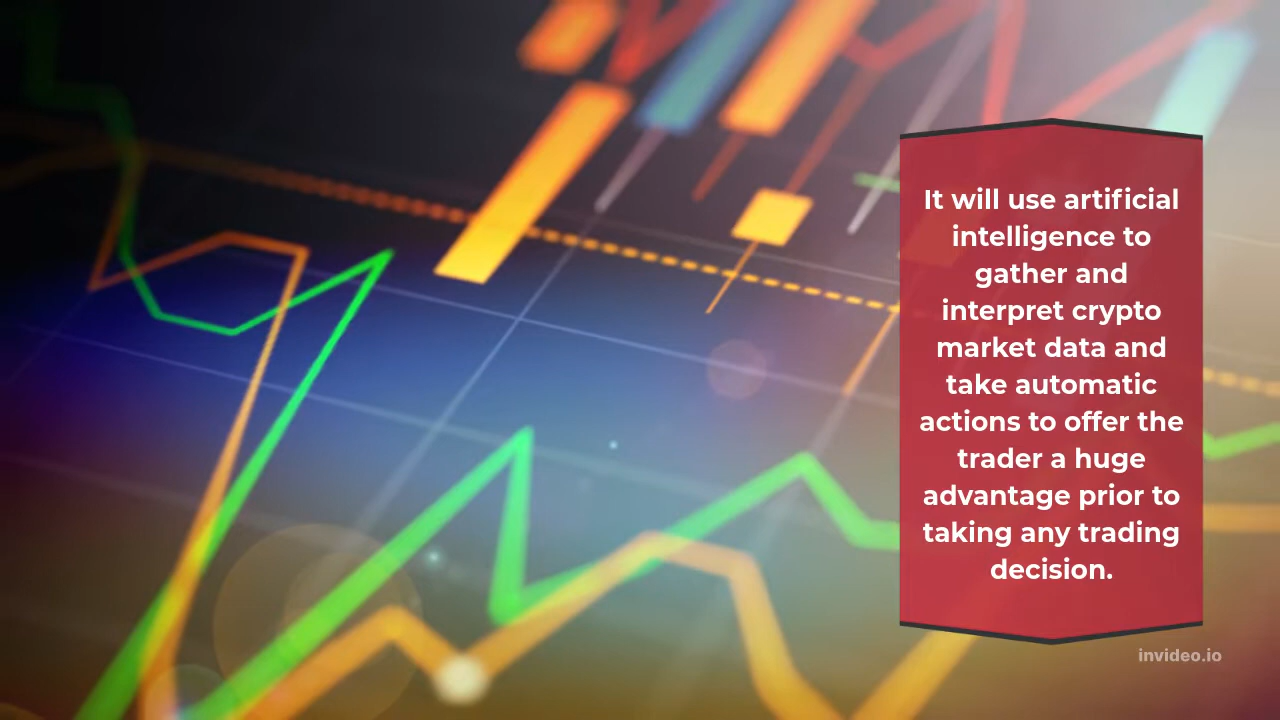 It will use artificial
intelligence to
gather and
interpret crypto
market data and
take automatic
actions to offer the
trader a huge
advantage prior to
taking any trading
decision.
invideo.io